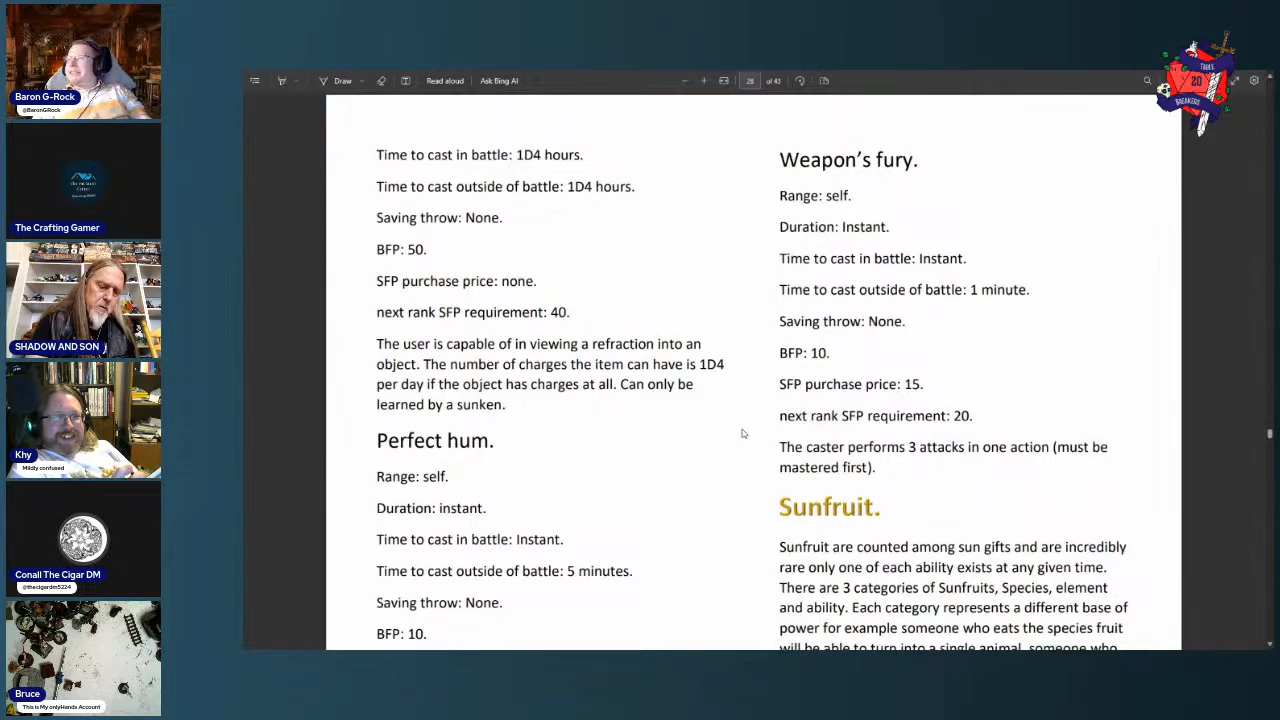 Baron G-Rock
@BaronGRock
The Crafting Gamer
SHADOW AND SON
Khy
Mildly confused
Conall The Cigar DM
@thecigardm5224
Bruce
This is My onlyHands Account
Draw
Read aloud
Ask Bing AI
28
of 43
TABLE
20
BREAKERS
Time to cast in battle: 1D4 hours.
Time to cast outside of battle: 1D4 hours.
Saving throw: None.
BFP: 50.
SFP purchase price: none.
next rank SFP requirement: 40.
The user is capable of in viewing a refraction into an
object. The number of charges the item can have is 1D4
per day if the object has charges at all. Can only be
learned by a sunken.
Perfect hum.
Range: self.
Duration: instant.
Time to cast in battle: Instant.
Time to cast outside of battle: 5 minutes.
Saving throw: None.
BFP: 10.
Weapon’s fury.
Range: self.
Duration: Instant.
Time to cast in battle: Instant.
Time to cast outside of battle: 1 minute.
Saving throw: None.
BFP: 10.
SFP purchase price: 15.
next rank SFP requirement: 20.
The caster performs 3 attacks in one action (must be
mastered first).
Sunfruit.
Sunfruit are counted among sun gifts and are incredibly
rare only one of each ability exists at any given time.
There are 3 categories of Sunfruits, Species, element
and ability. Each category represents a different base of
power for example someone who eats the species fruit
will be able to turn into a single animal, someone who